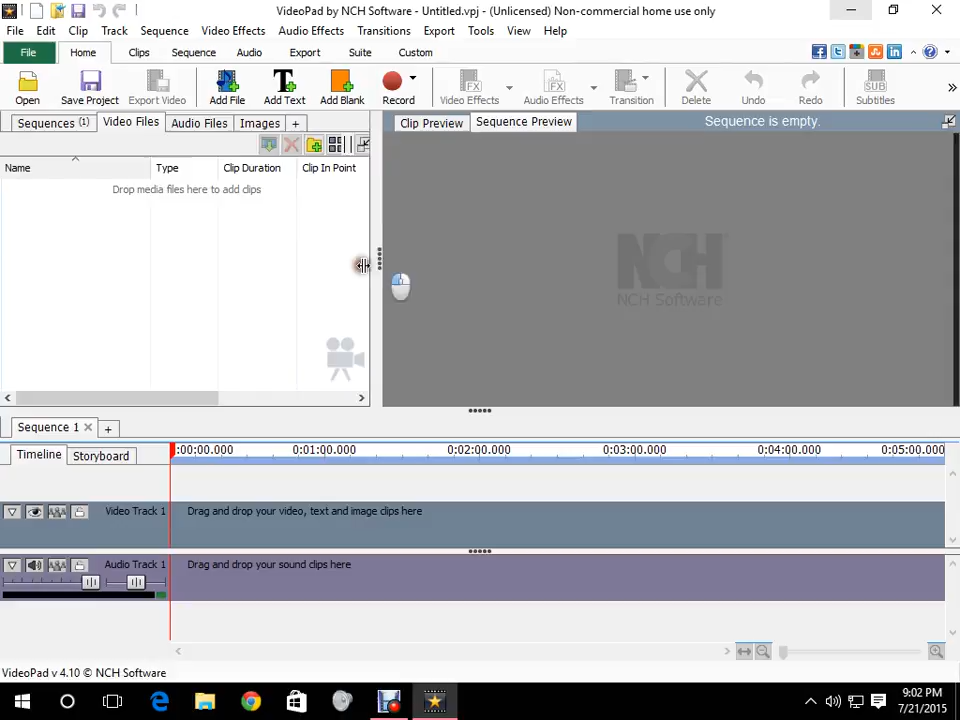 VideoPad by NCH Software - Untitled.vpj - (Unlicensed) Non-commercial home use only
File Edit Clip Track Sequence Video Effects Audio Effects Transitions Export Tools View Help
File Home Clips Sequence Audio Export Suite Custom
Open Save Project Export Video Add File Add Text Add Blank Record Video Effects Audio Effects Transition Delete Undo Redo Subtitles
Sequences (1) Video Files Audio Files Images +
Clip Preview Sequence Preview Sequence is empty.
Name Type Clip Duration Clip In Point
Drop media files here to add clips
NCH
NCH Software
Sequence 1
Timeline Storyboard
:00:00.000 0:01:00.000 0:02:00.000 0:03:00.000 0:04:00.000 0:05:00.000
Video Track 1 Drag and drop your video, text and image clips here
Audio Track 1 Drag and drop your sound clips here
VideoPad v 4.10 © NCH Software
9:02 PM
7/21/2015